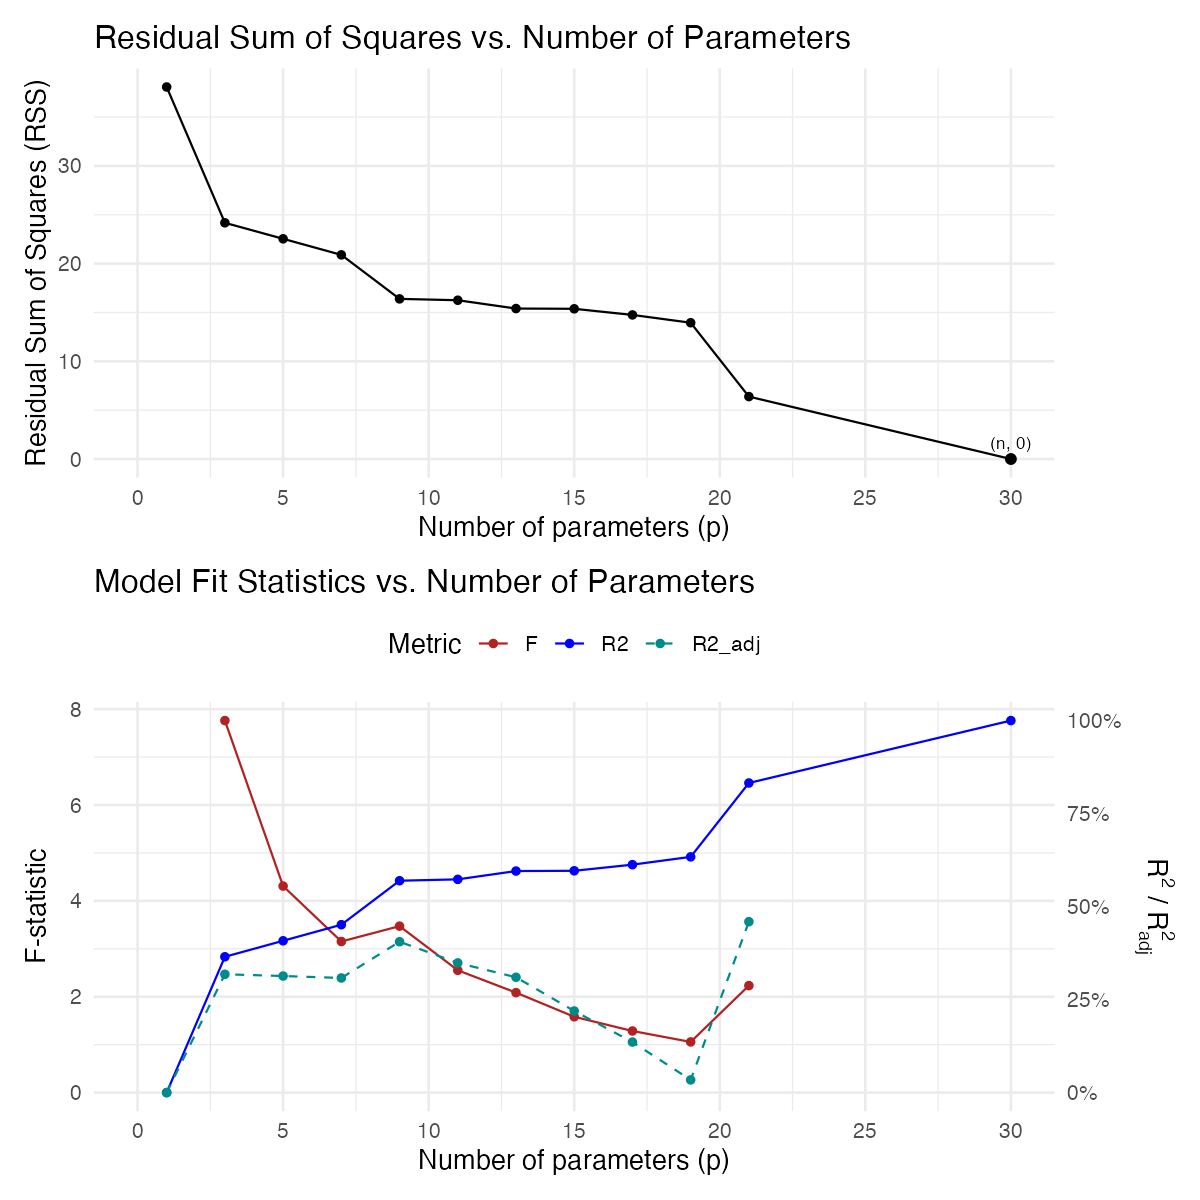 Residual Sum of Squares vs. Number of Parameters
Residual Sum of Squares (RSS)
30
20
10
0
(n, 0)
0 5 10 15 20 25 30
Number of parameters (p)
Model Fit Statistics vs. Number of Parameters
Metric F R2 R2_adj
F-statistic
8
6
4
2
0
100%
75%
50%
25%
0%
R² / R²adj
0 5 10 15 20 25 30
Number of parameters (p)